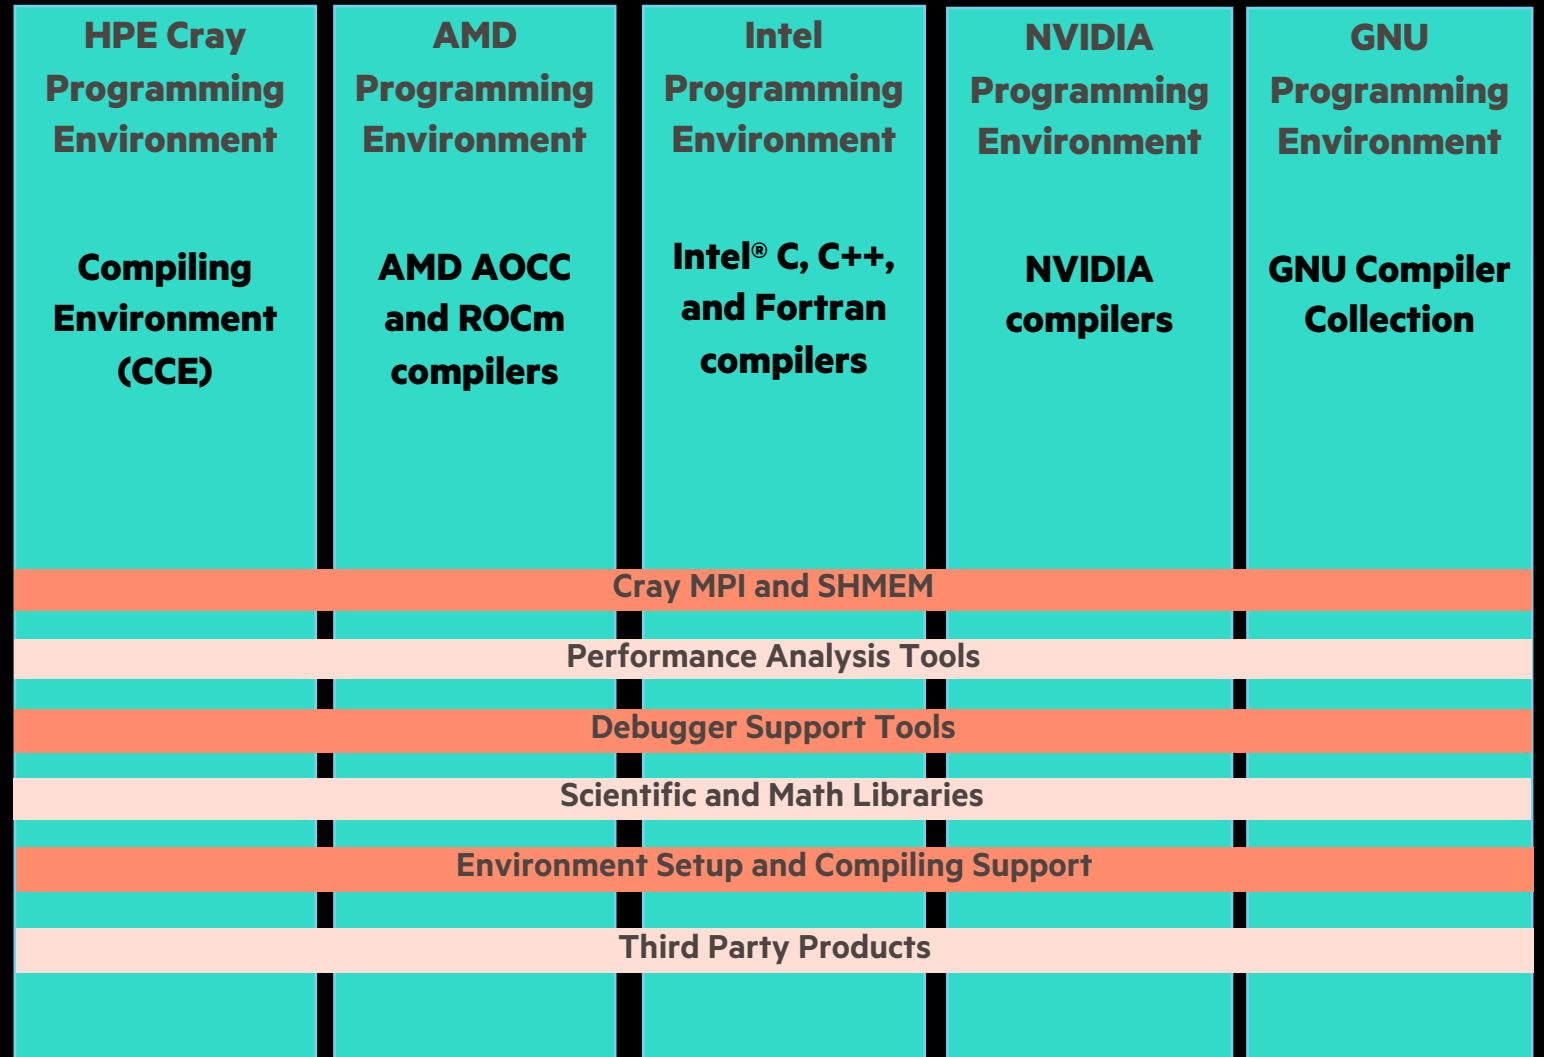 HPE Cray
Programming
Environment
Compiling
Environment
(CCE)
AMD
Programming
Environment
AMD AOCC
and ROCm
compilers
Intel
Programming
Environment
Intel® C, C++,
and Fortran
compilers
NVIDIA
Programming
Environment
NVIDIA
compilers
GNU
Programming
Environment
GNU Compiler
Collection
Cray MPI and SHMEM
Performance Analysis Tools
Debugger Support Tools
Scientific and Math Libraries
Environment Setup and Compiling Support
Third Party Products